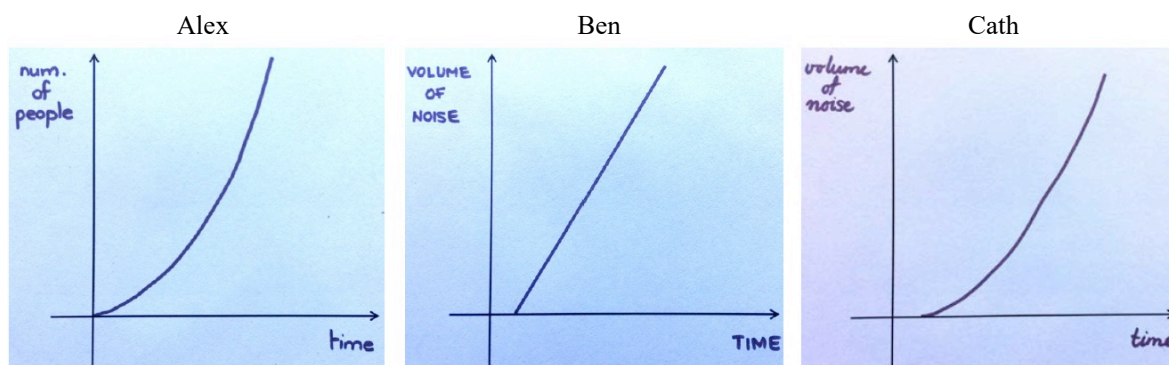 Alex
num.
of
people
time
Ben
VOLUME
OF
NOISE
TIME
Cath
volume
of
noise
time